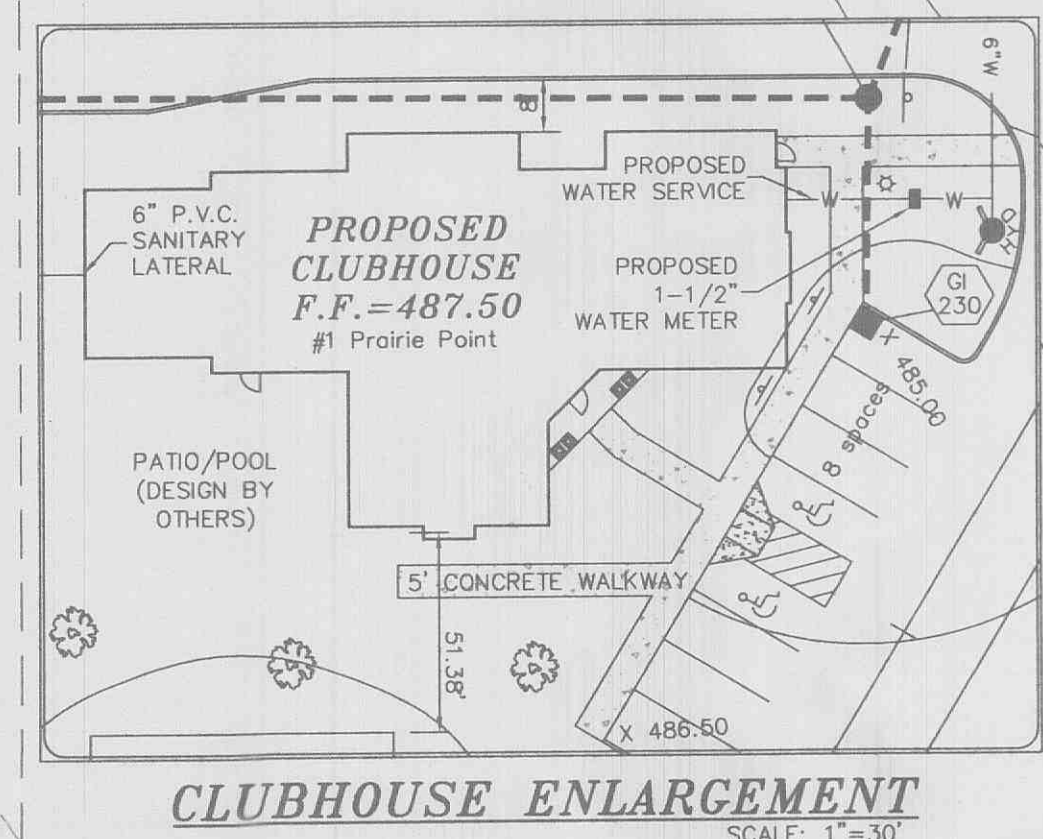 6"W
8'
PROPOSED
WATER SERVICE
W
W
6" P.V.C.
SANITARY
LATERAL
PROPOSED
CLUBHOUSE
F.F.=487.50
#1 Prairie Point
PROPOSED
1-1/2"
WATER METER
GI
230
X 485.00
8 spaces
PATIO/POOL
(DESIGN BY
OTHERS)
5' CONCRETE WALKWAY
51.38'
X 486.50
CLUBHOUSE ENLARGEMENT
SCALE: 1"=30'